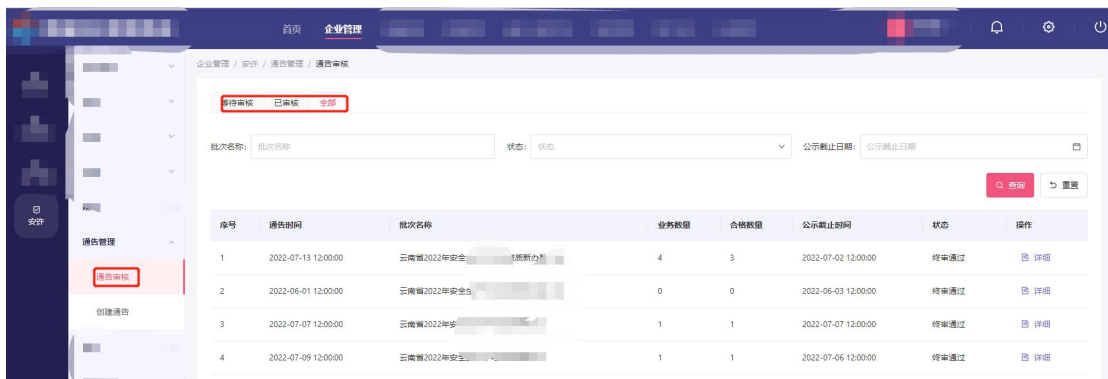 首页 企业管理
企业管理 / 安许 / 通告管理 / 通告审核
等待审核 已审核 全部
批次名称: 批次名称 状态: 状态 公示截止日期: 公示截止日期
查询 重置
安许
通告管理
通告审核
创建通告
序号 通告时间 批次名称 业务数量 合格数量 公示截止时间 状态 操作
1 2022-07-13 12:00:00 云南省2022年安全 资质新办 4 3 2022-07-02 12:00:00 终审通过 详细
2 2022-06-01 12:00:00 云南省2022年安全 0 0 2022-06-03 12:00:00 终审通过 详细
3 2022-07-07 12:00:00 云南省2022年安 1 1 2022-07-07 12:00:00 终审通过 详细
4 2022-07-09 12:00:00 云南省2022年安全 1 1 2022-07-06 12:00:00 终审通过 详细